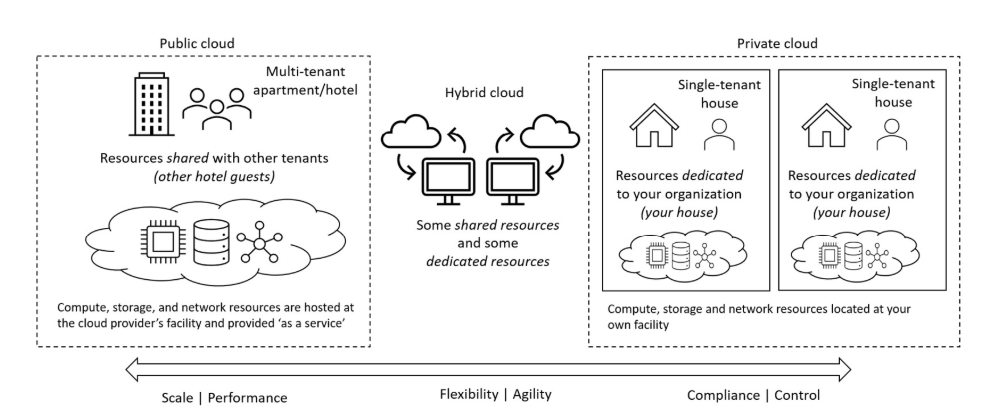 Public cloud
Multi-tenant
apartment/hotel
Resources shared with other tenants
(other hotel guests)
Compute, storage, and network resources are hosted at
the cloud provider's facility and provided 'as a service'
Hybrid cloud
Some shared resources
and some
dedicated resources
Private cloud
Single-tenant
house
Resources dedicated
to your organization
(your house)
Single-tenant
house
Resources dedicated
to your organization
(your house)
Compute, storage and network resources located at your
own facility
Scale | Performance
Flexibility | Agility
Compliance | Control